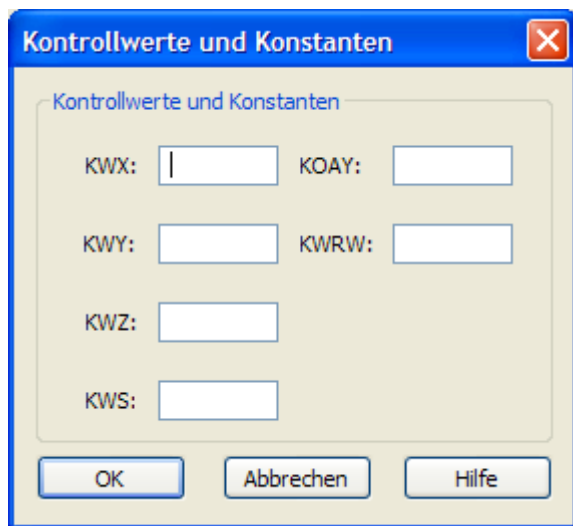 Kontrollwerte und Konstanten
Kontrollwerte und Konstanten
KWX: KOAY:
KWY: KWRW:
KWZ:
KWS:
OK Abbrechen Hilfe